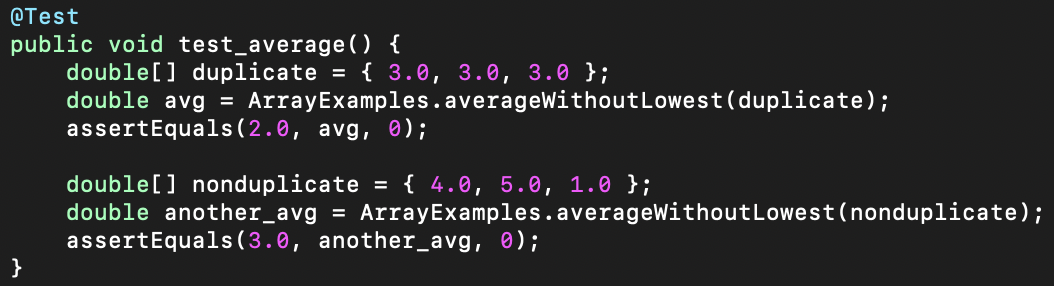 @Test
public void test_average() {
    double[] duplicate = { 3.0, 3.0, 3.0 };
    double avg = ArrayExamples.averageWithoutLowest(duplicate);
    assertEquals(2.0, avg, 0);

    double[] nonduplicate = { 4.0, 5.0, 1.0 };
    double another_avg = ArrayExamples.averageWithoutLowest(nonduplicate);
    assertEquals(3.0, another_avg, 0);
}